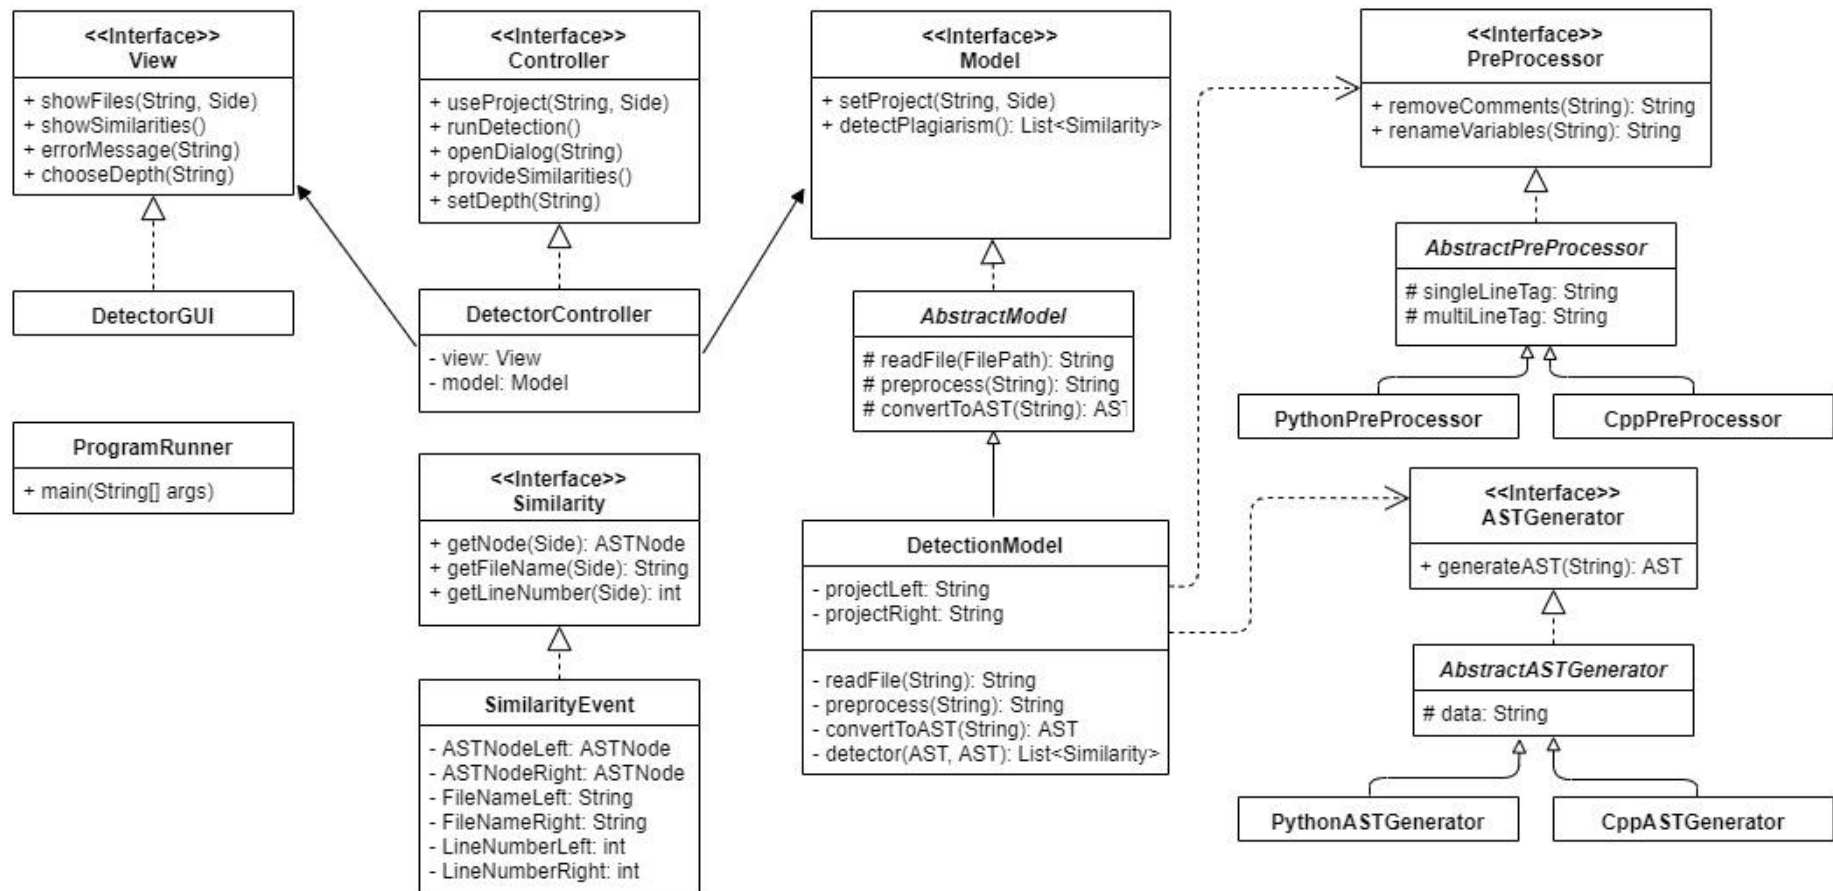 <<Interface>>
View
+ showFiles(String, Side)
+ showSimilarities()
+ errorMessage(String)
+ chooseDepth(String)
DetectorGUI
ProgramRunner
+ main(String[] args)
<<Interface>>
Controller
+ useProject(String, Side)
+ runDetection()
+ openDialog(String)
+ provideSimilarities()
+ setDepth(String)
DetectorController
- view: View
- model: Model
<<Interface>>
Similarity
+ getNode(Side): ASTNode
+ getFileName(Side): String
+ getLineNumber(Side): int
SimilarityEvent
- ASTNodeLeft: ASTNode
- ASTNodeRight: ASTNode
- FileNameLeft: String
- FileNameRight: String
- LineNumberLeft: int
- LineNumberRight: int
<<Interface>>
Model
+ setProject(String, Side)
+ detectPlagiarism(): List<Similarity>
AbstractModel
# readFile(FilePath): String
# preprocess(String): String
# convertToAST(String): AST
DetectionModel
- projectLeft: String
- projectRight: String
- readFile(String): String
- preprocess(String): String
- convertToAST(String): AST
- detector(AST, AST): List<Similarity>
<<Interface>>
PreProcessor
+ removeComments(String): String
+ renameVariables(String): String
AbstractPreProcessor
# singleLineTag: String
# multiLineTag: String
PythonPreProcessor
CppPreProcessor
<<Interface>>
ASTGenerator
+ generateAST(String): AST
AbstractASTGenerator
# data: String
PythonASTGenerator
CppASTGenerator